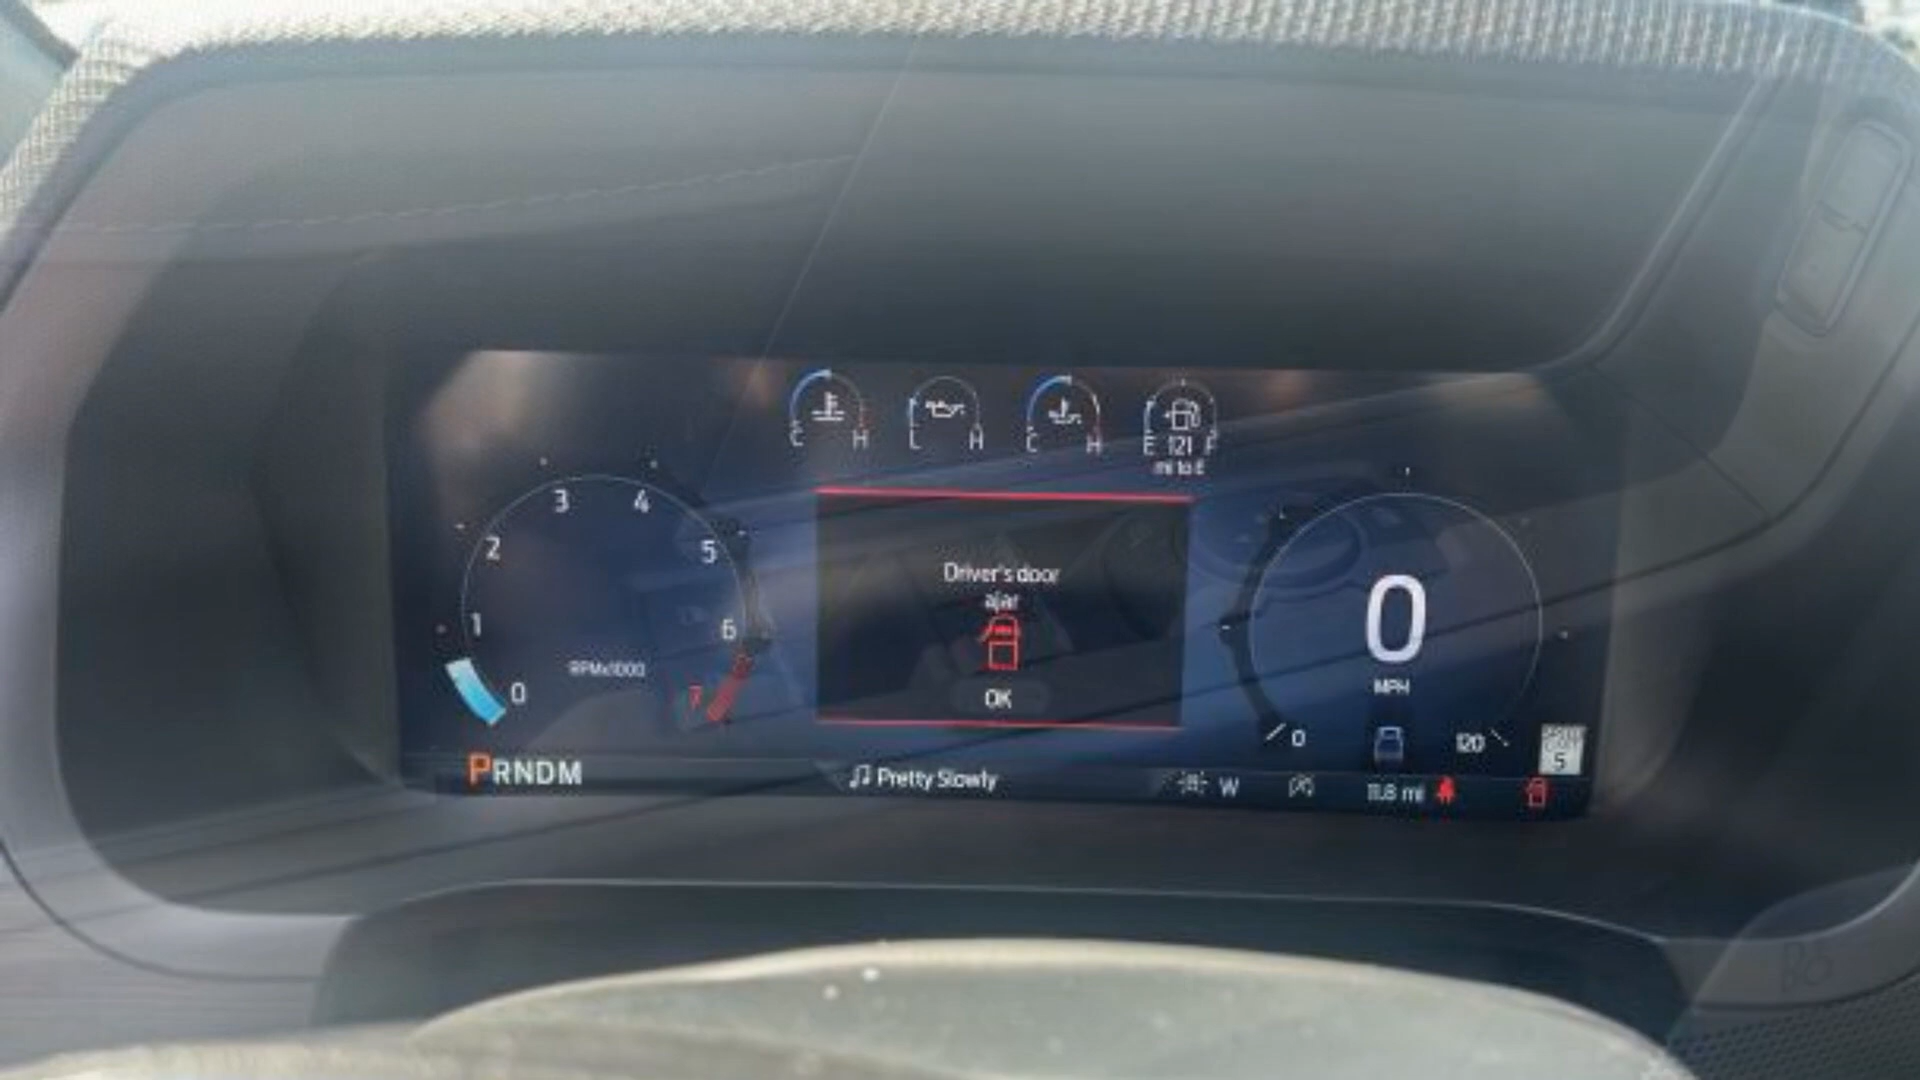 C H
L H
C H
E 121 F
mi to E
3 4
2 5
1 6
0 7
RPMx1000
Driver's door
ajar
OK
0
MPH
0 120
5
PRNDM
Pretty Slowly
W
11.8 mi